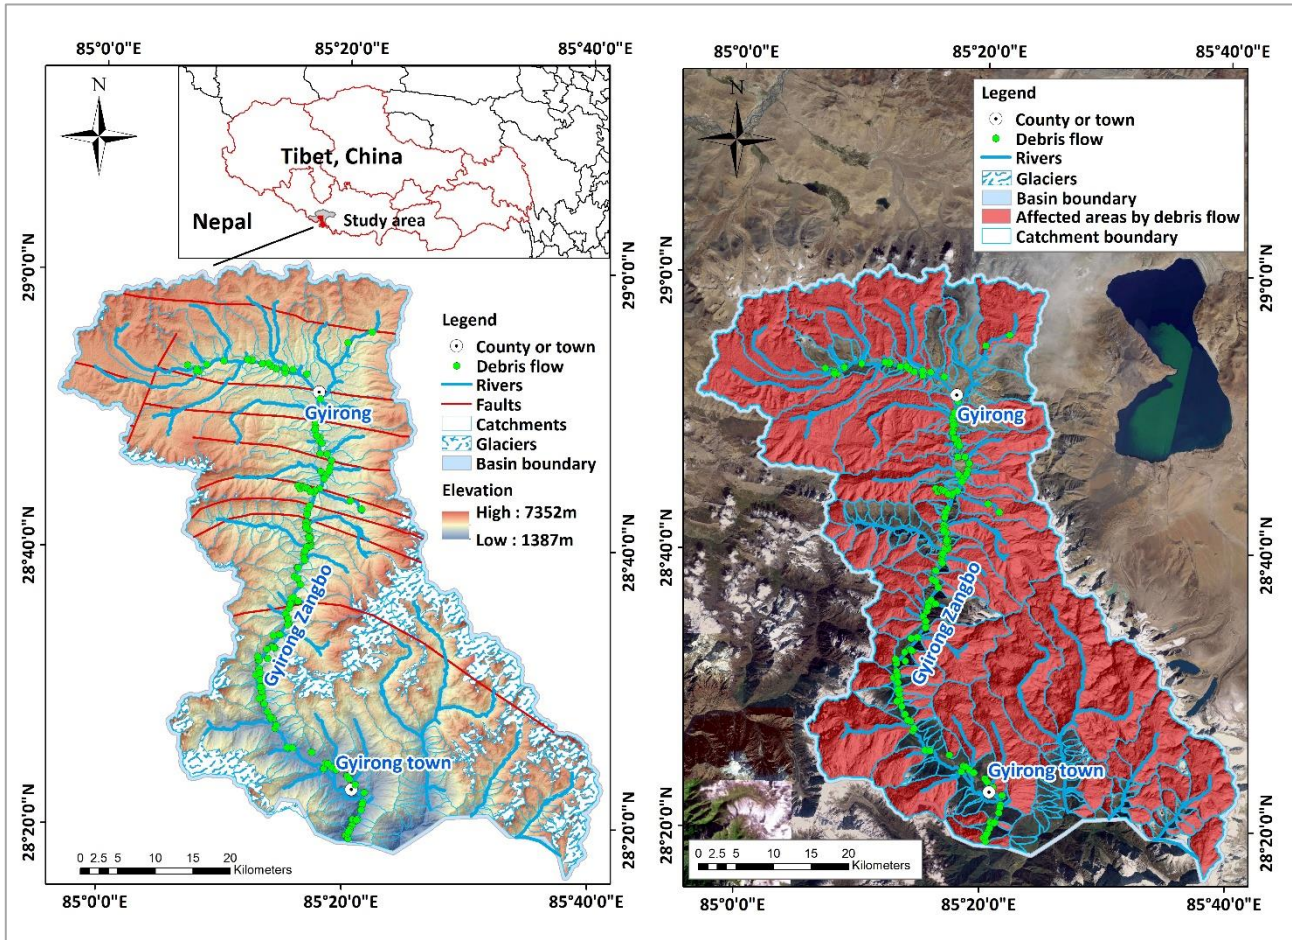 85°0'0"E
85°20'0"E
85°40'0"E
N
Tibet, China
Nepal
Study area
29°0'0"N
29°0'0"N
Legend
County or town
Debris flow
Rivers
Faults
Catchments
Glaciers
Basin boundary
Elevation
High : 7352m
Low : 1387m
Gyirong
28°40'0"N
28°40'0"N
Gyirong Zangbo
Gyirong town
28°20'0"N
28°20'0"N
0 2.5 5 10 15 20
Kilometers
85°0'0"E
85°20'0"E
85°40'0"E
85°0'0"E
85°20'0"E
85°40'0"E
N
Legend
County or town
Debris flow
Rivers
Glaciers
Basin boundary
Affected areas by debris flow
Catchment boundary
29°0'0"N
29°0'0"N
Gyirong
28°40'0"N
28°40'0"N
Gyirong Zangbo
Gyirong town
28°20'0"N
28°20'0"N
0 2.5 5 10 15 20
Kilometers
85°0'0"E
85°20'0"E
85°40'0"E